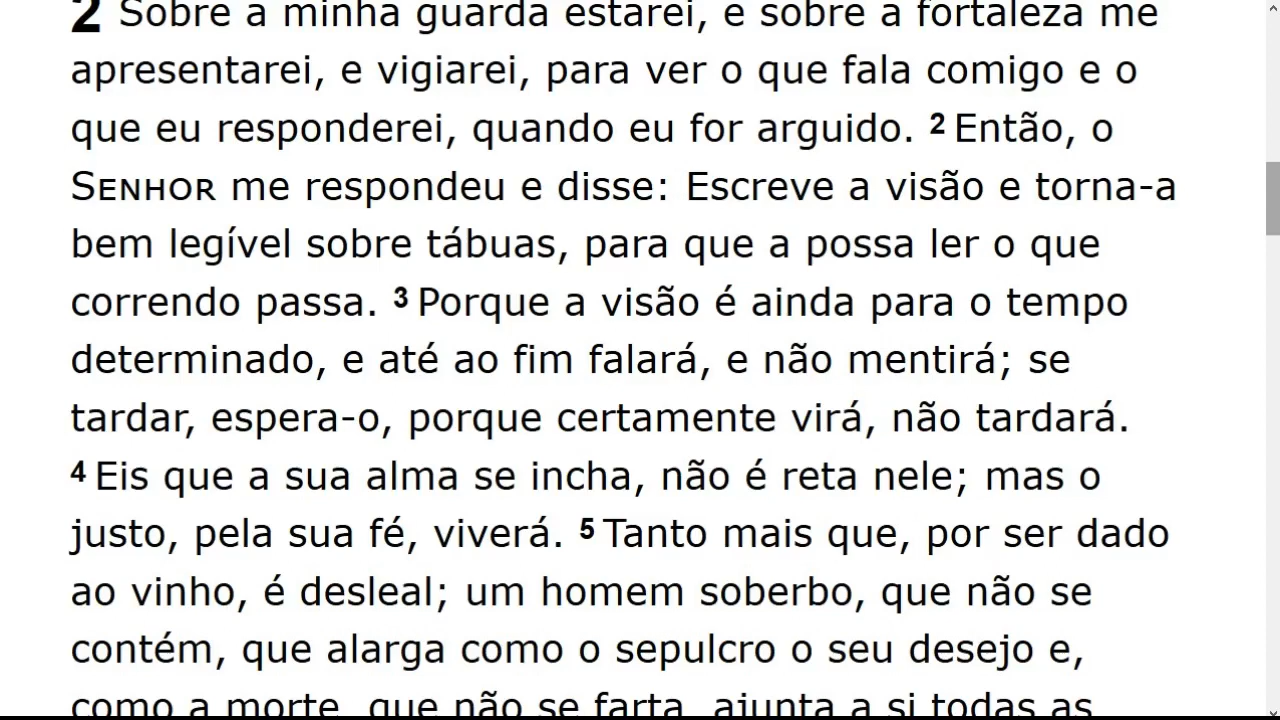 2 Sobre a minha guarda estarei, e sobre a fortaleza me
apresentarei, e vigiarei, para ver o que fala comigo e o
que eu responderei, quando eu for arguido. 2 Então, o
SENHOR me respondeu e disse: Escreve a visão e torna-a
bem legível sobre tábuas, para que a possa ler o que
correndo passa. 3 Porque a visão é ainda para o tempo
determinado, e até ao fim falará, e não mentirá; se
tardar, espera-o, porque certamente virá, não tardará.
4 Eis que a sua alma se incha, não é reta nele; mas o
justo, pela sua fé, viverá. 5 Tanto mais que, por ser dado
ao vinho, é desleal; um homem soberbo, que não se
contém, que alarga como o sepulcro o seu desejo e,
como a morte, que não se farta, ajunta a si todas as